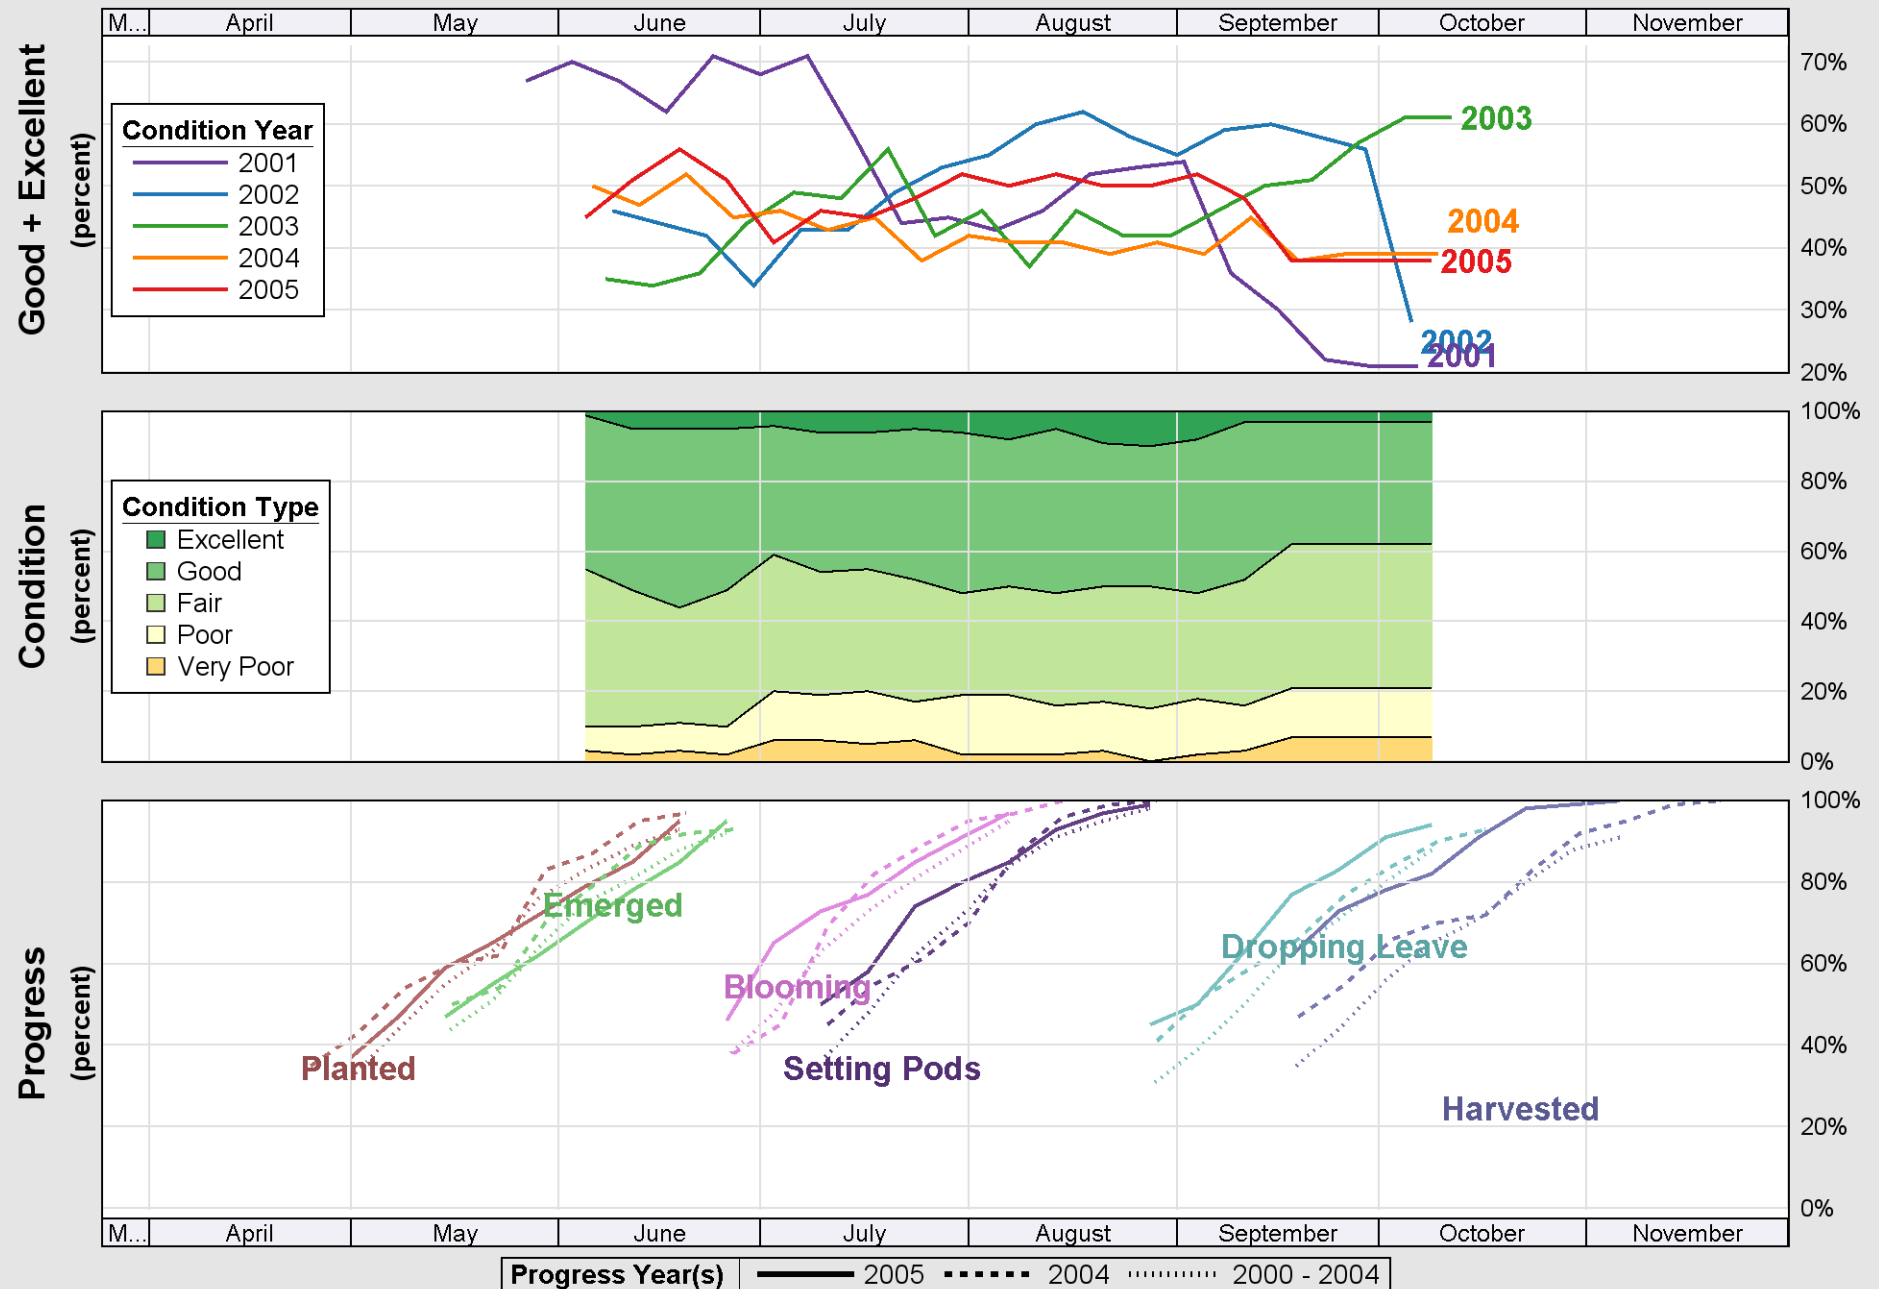 M... April May June July August September October November
Good + Excellent
(percent)
70%
60%
50%
40%
30%
20%
Condition Year
2001
2002
2003
2004
2005
2003
2004
2005
2002
2001
Condition
(percent)
100%
80%
60%
40%
20%
0%
Condition Type
Excellent
Good
Fair
Poor
Very Poor
Progress
(percent)
100%
80%
60%
40%
20%
0%
Emerged
Dropping Leave
Blooming
Planted
Setting Pods
Harvested
M... April May June July August September October November
Progress Year(s) 2005 2004 2000 - 2004